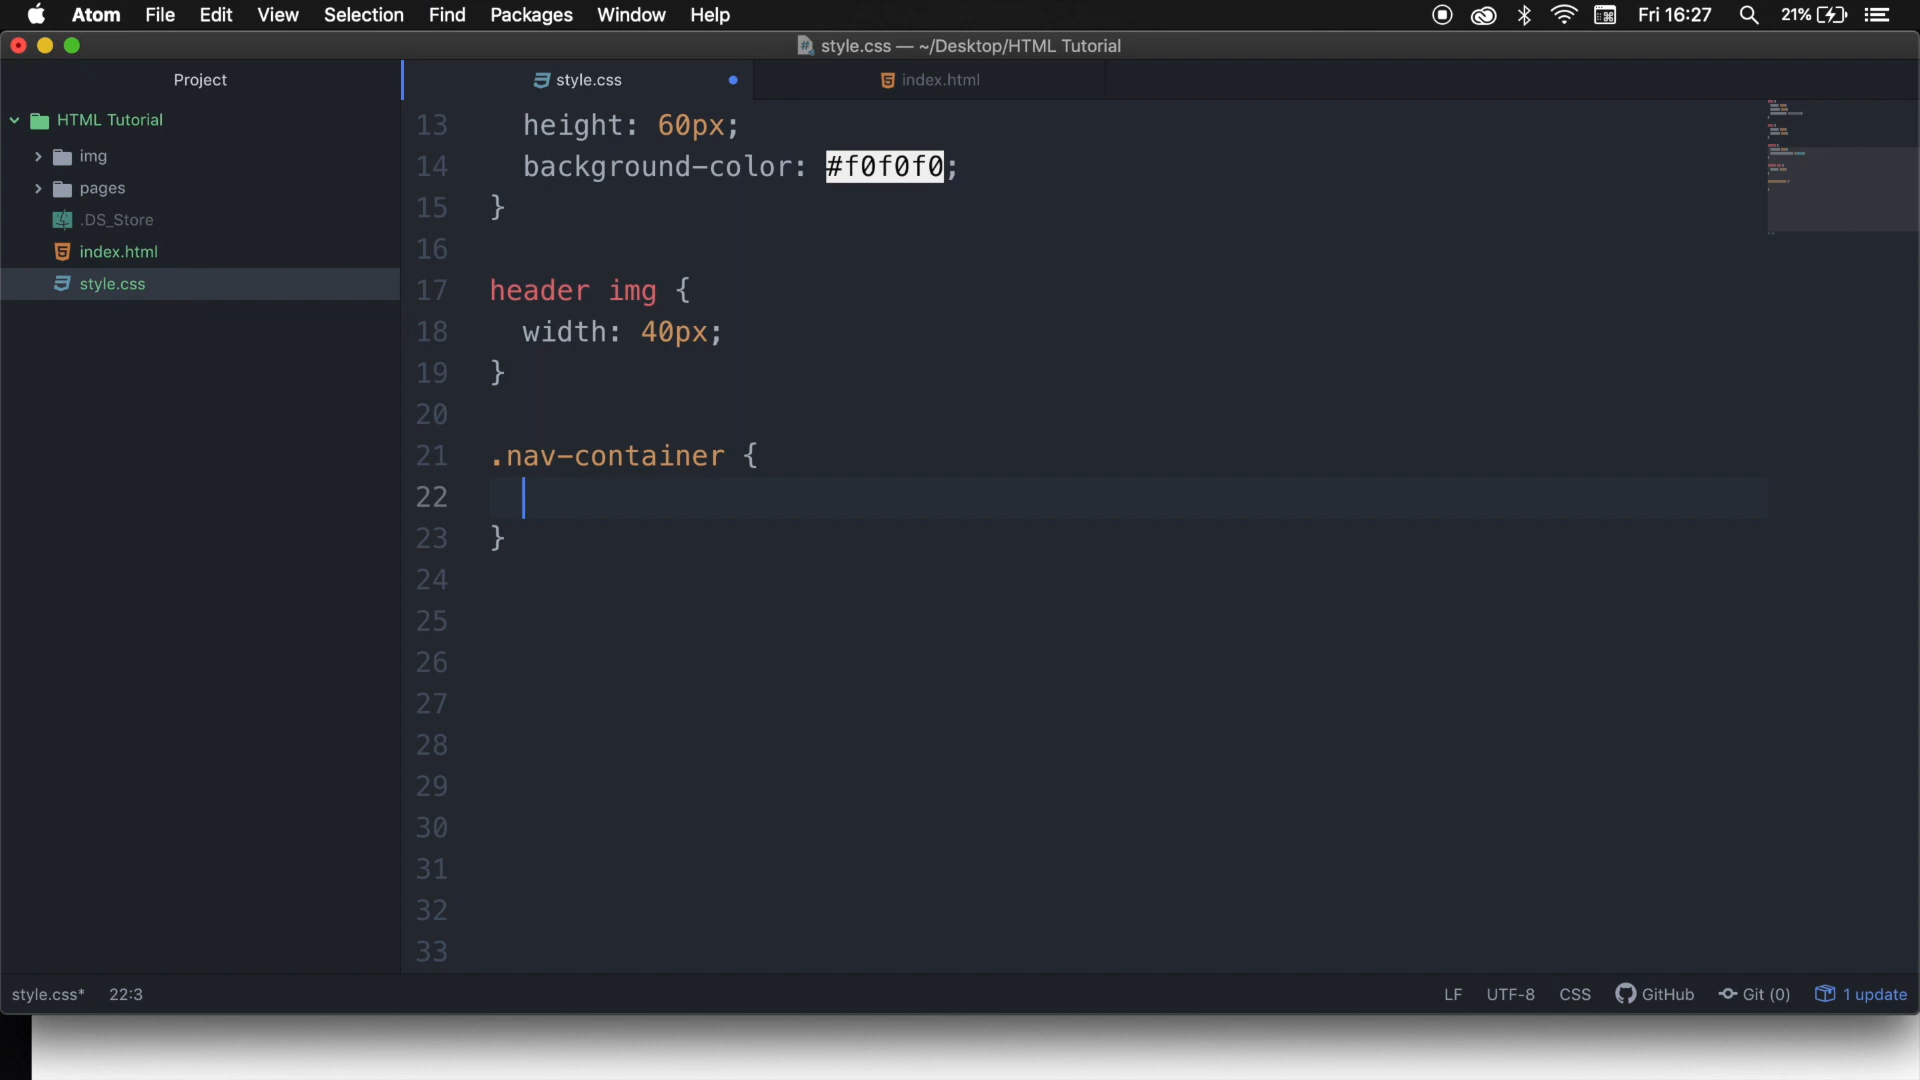 Atom File Edit View Selection Find Packages Window Help Fri 16:27 21%
style.css — ~/Desktop/HTML Tutorial
Project
style.css index.html
HTML Tutorial
img
pages
.DS_Store
index.html
style.css
13 height: 60px;
14 background-color: #f0f0f0;
15 }
16
17 header img {
18 width: 40px;
19 }
20
21 .nav-container {
22
23 }
24
25
26
27
28
29
30
31
32
33
style.css* 22:3 LF UTF-8 CSS GitHub Git (0) 1 update